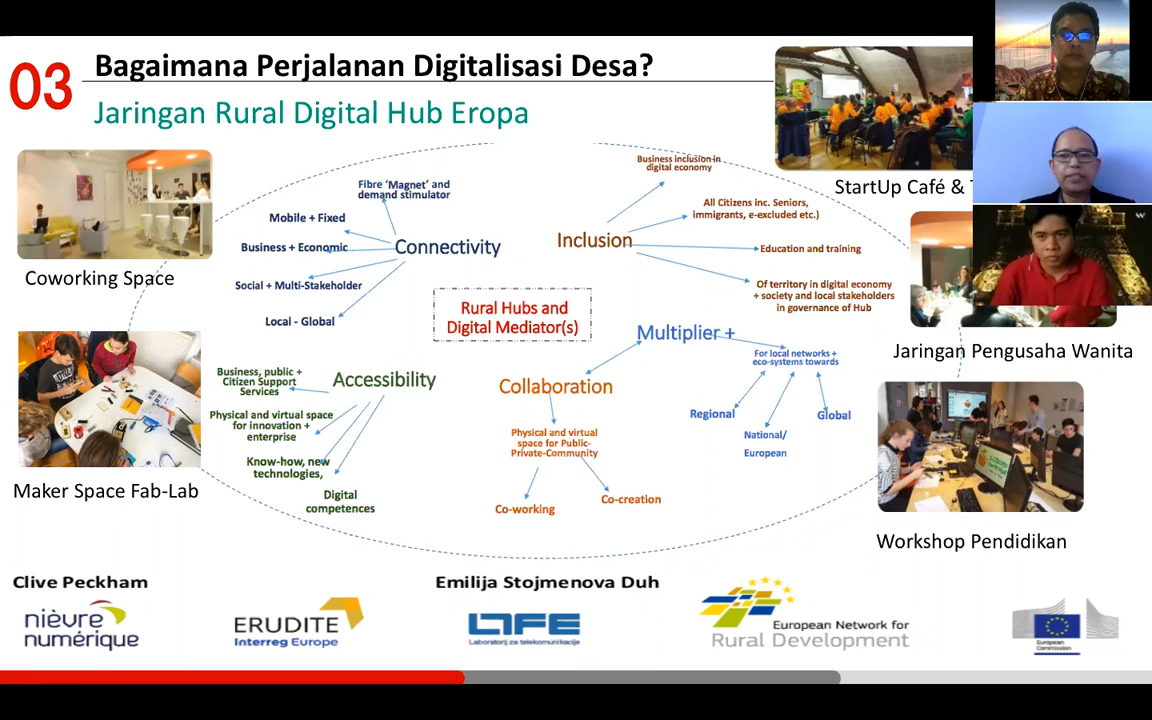 03
Bagaimana Perjalanan Digitalisasi Desa?
Jaringan Rural Digital Hub Eropa
Coworking Space
Maker Space Fab-Lab
Fibre ‘Magnet’ and
demand stimulator
Mobile + Fixed
Business + Economic
Social + Multi-Stakeholder
Local - Global
Connectivity
Business inclusion in
digital economy
All Citizens inc. Seniors,
immigrants, e-excluded etc.)
Inclusion
Education and training
Of territory in digital economy
+ society and local stakeholders
in governance of Hub
Rural Hubs and
Digital Mediator(s)
Multiplier +
For local networks +
eco-systems towards
Regional
National/
European
Global
Accessibility
Business, public +
Citizen Support
Services
Physical and virtual space
for innovation +
enterprise
Know-how, new
technologies,
Digital
competences
Collaboration
Physical and virtual
space for Public-
Private-Community
Co-working
Co-creation
StartUp Café &
Jaringan Pengusaha Wanita
Workshop Pendidikan
Clive Peckham
nièvre
numérique
ERUDITE
Interreg Europe
Emilija Stojmenova Duh
LTFE
Laboratorij za telekomunikacije
European Network for
Rural Development
European
Commission